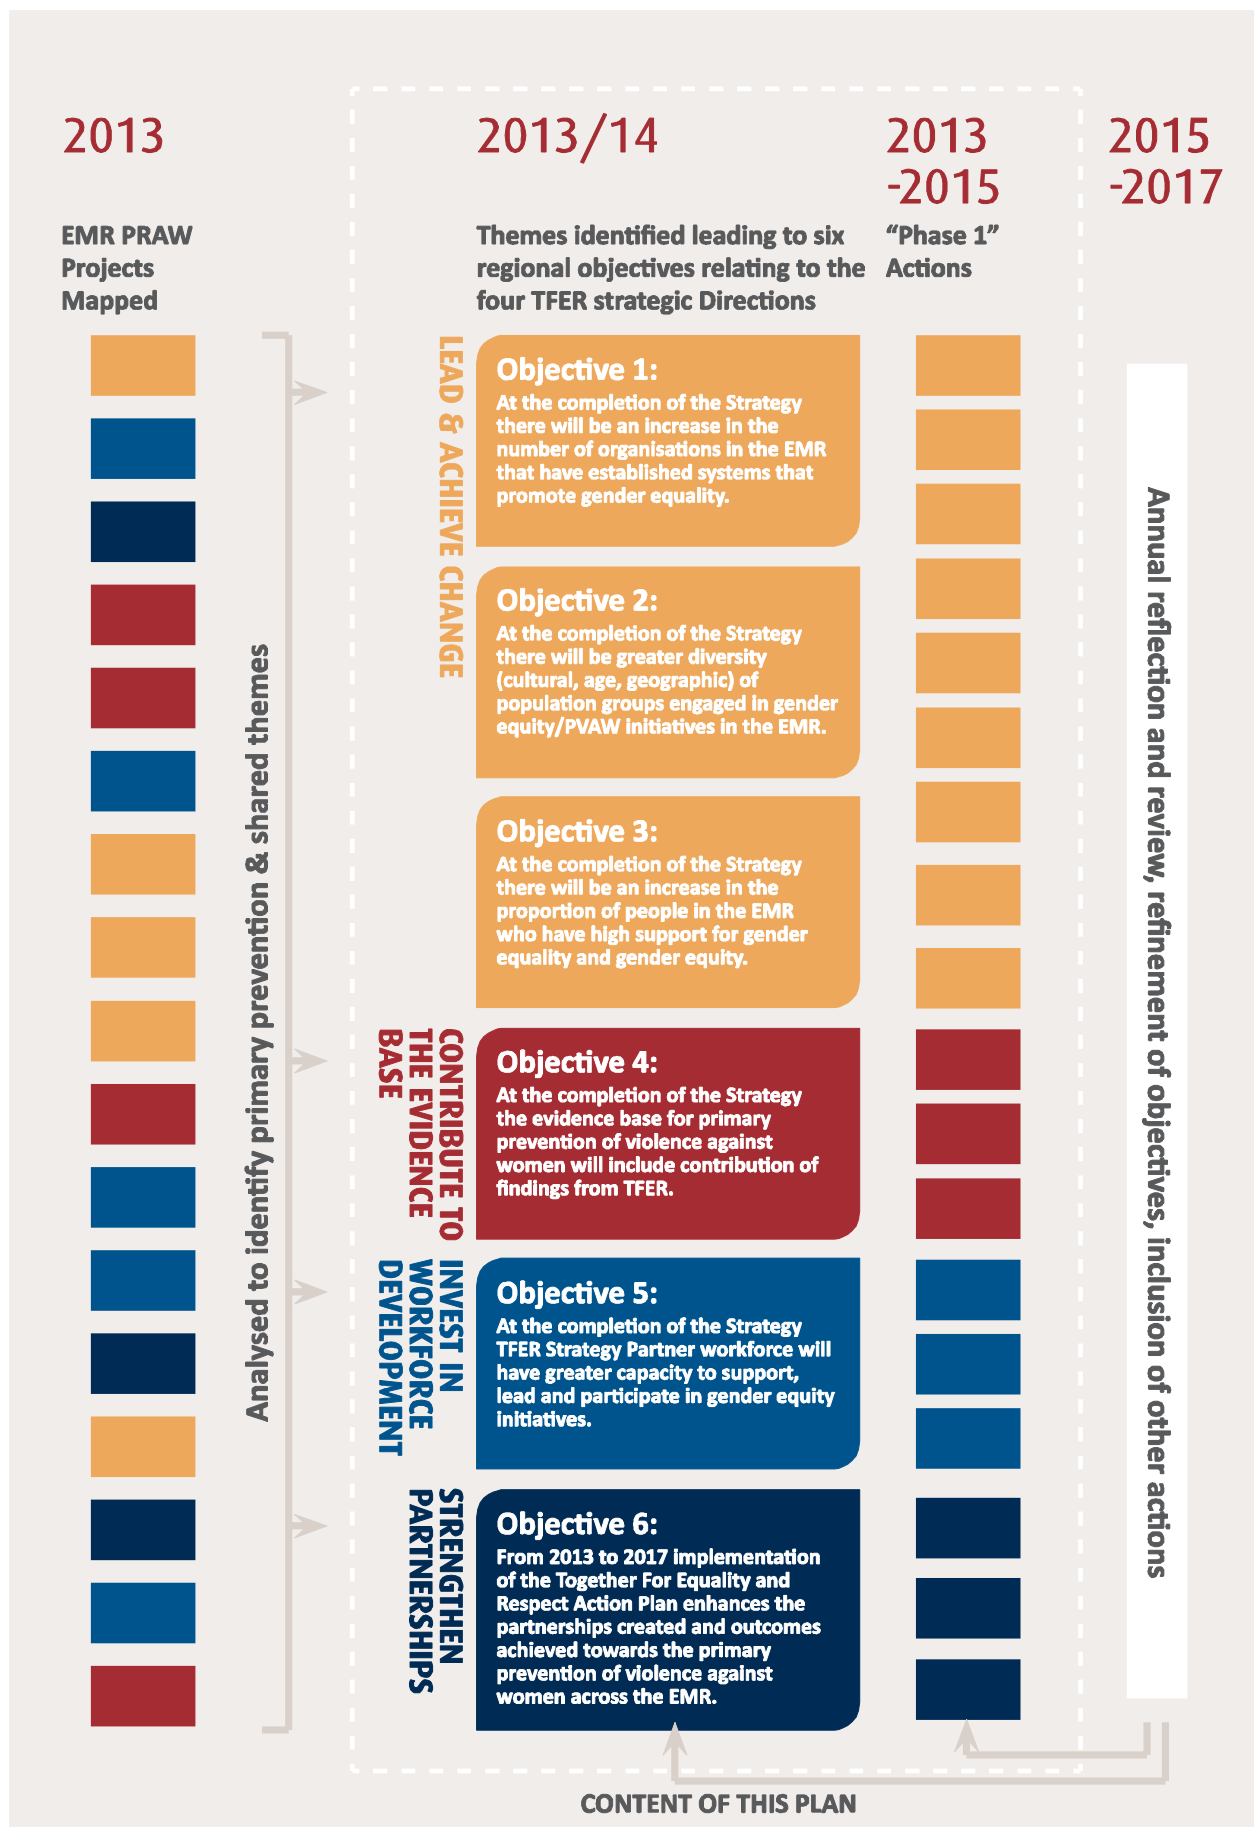 2013
EMR PRAW
Projects
Mapped
Analysed to identify primary prevention & shared themes
2013/14
Themes identified leading to six
regional objectives relating to the
four TFER strategic Directions
LEAD & ACHIEVE CHANGE
Objective 1:
At the completion of the Strategy
there will be an increase in the
number of organisations in the EMR
that have established systems that
promote gender equality.
Objective 2:
At the completion of the Strategy
there will be greater diversity
(cultural, age, geographic) of
population groups engaged in gender
equity/PVAW initiatives in the EMR.
Objective 3:
At the completion of the Strategy
there will be an increase in the
proportion of people in the EMR
who have high support for gender
equality and gender equity.
CONTRIBUTE TO
THE EVIDENCE
BASE
Objective 4:
At the completion of the Strategy
the evidence base for primary
prevention of violence against
women will include contribution of
findings from TFER.
INVEST IN
WORKFORCE
DEVELOPMENT
Objective 5:
At the completion of the Strategy
TFER Strategy Partner workforce will
have greater capacity to support,
lead and participate in gender equity
initiatives.
STRENGTHEN
PARTNERSHIPS
Objective 6:
From 2013 to 2017 implementation
of the Together For Equality and
Respect Action Plan enhances the
partnerships created and outcomes
achieved towards the primary
prevention of violence against
women across the EMR.
2013
-2015
“Phase 1”
Actions
2015
-2017
Annual reflection and review, refinement of objectives, inclusion of other actions
CONTENT OF THIS PLAN